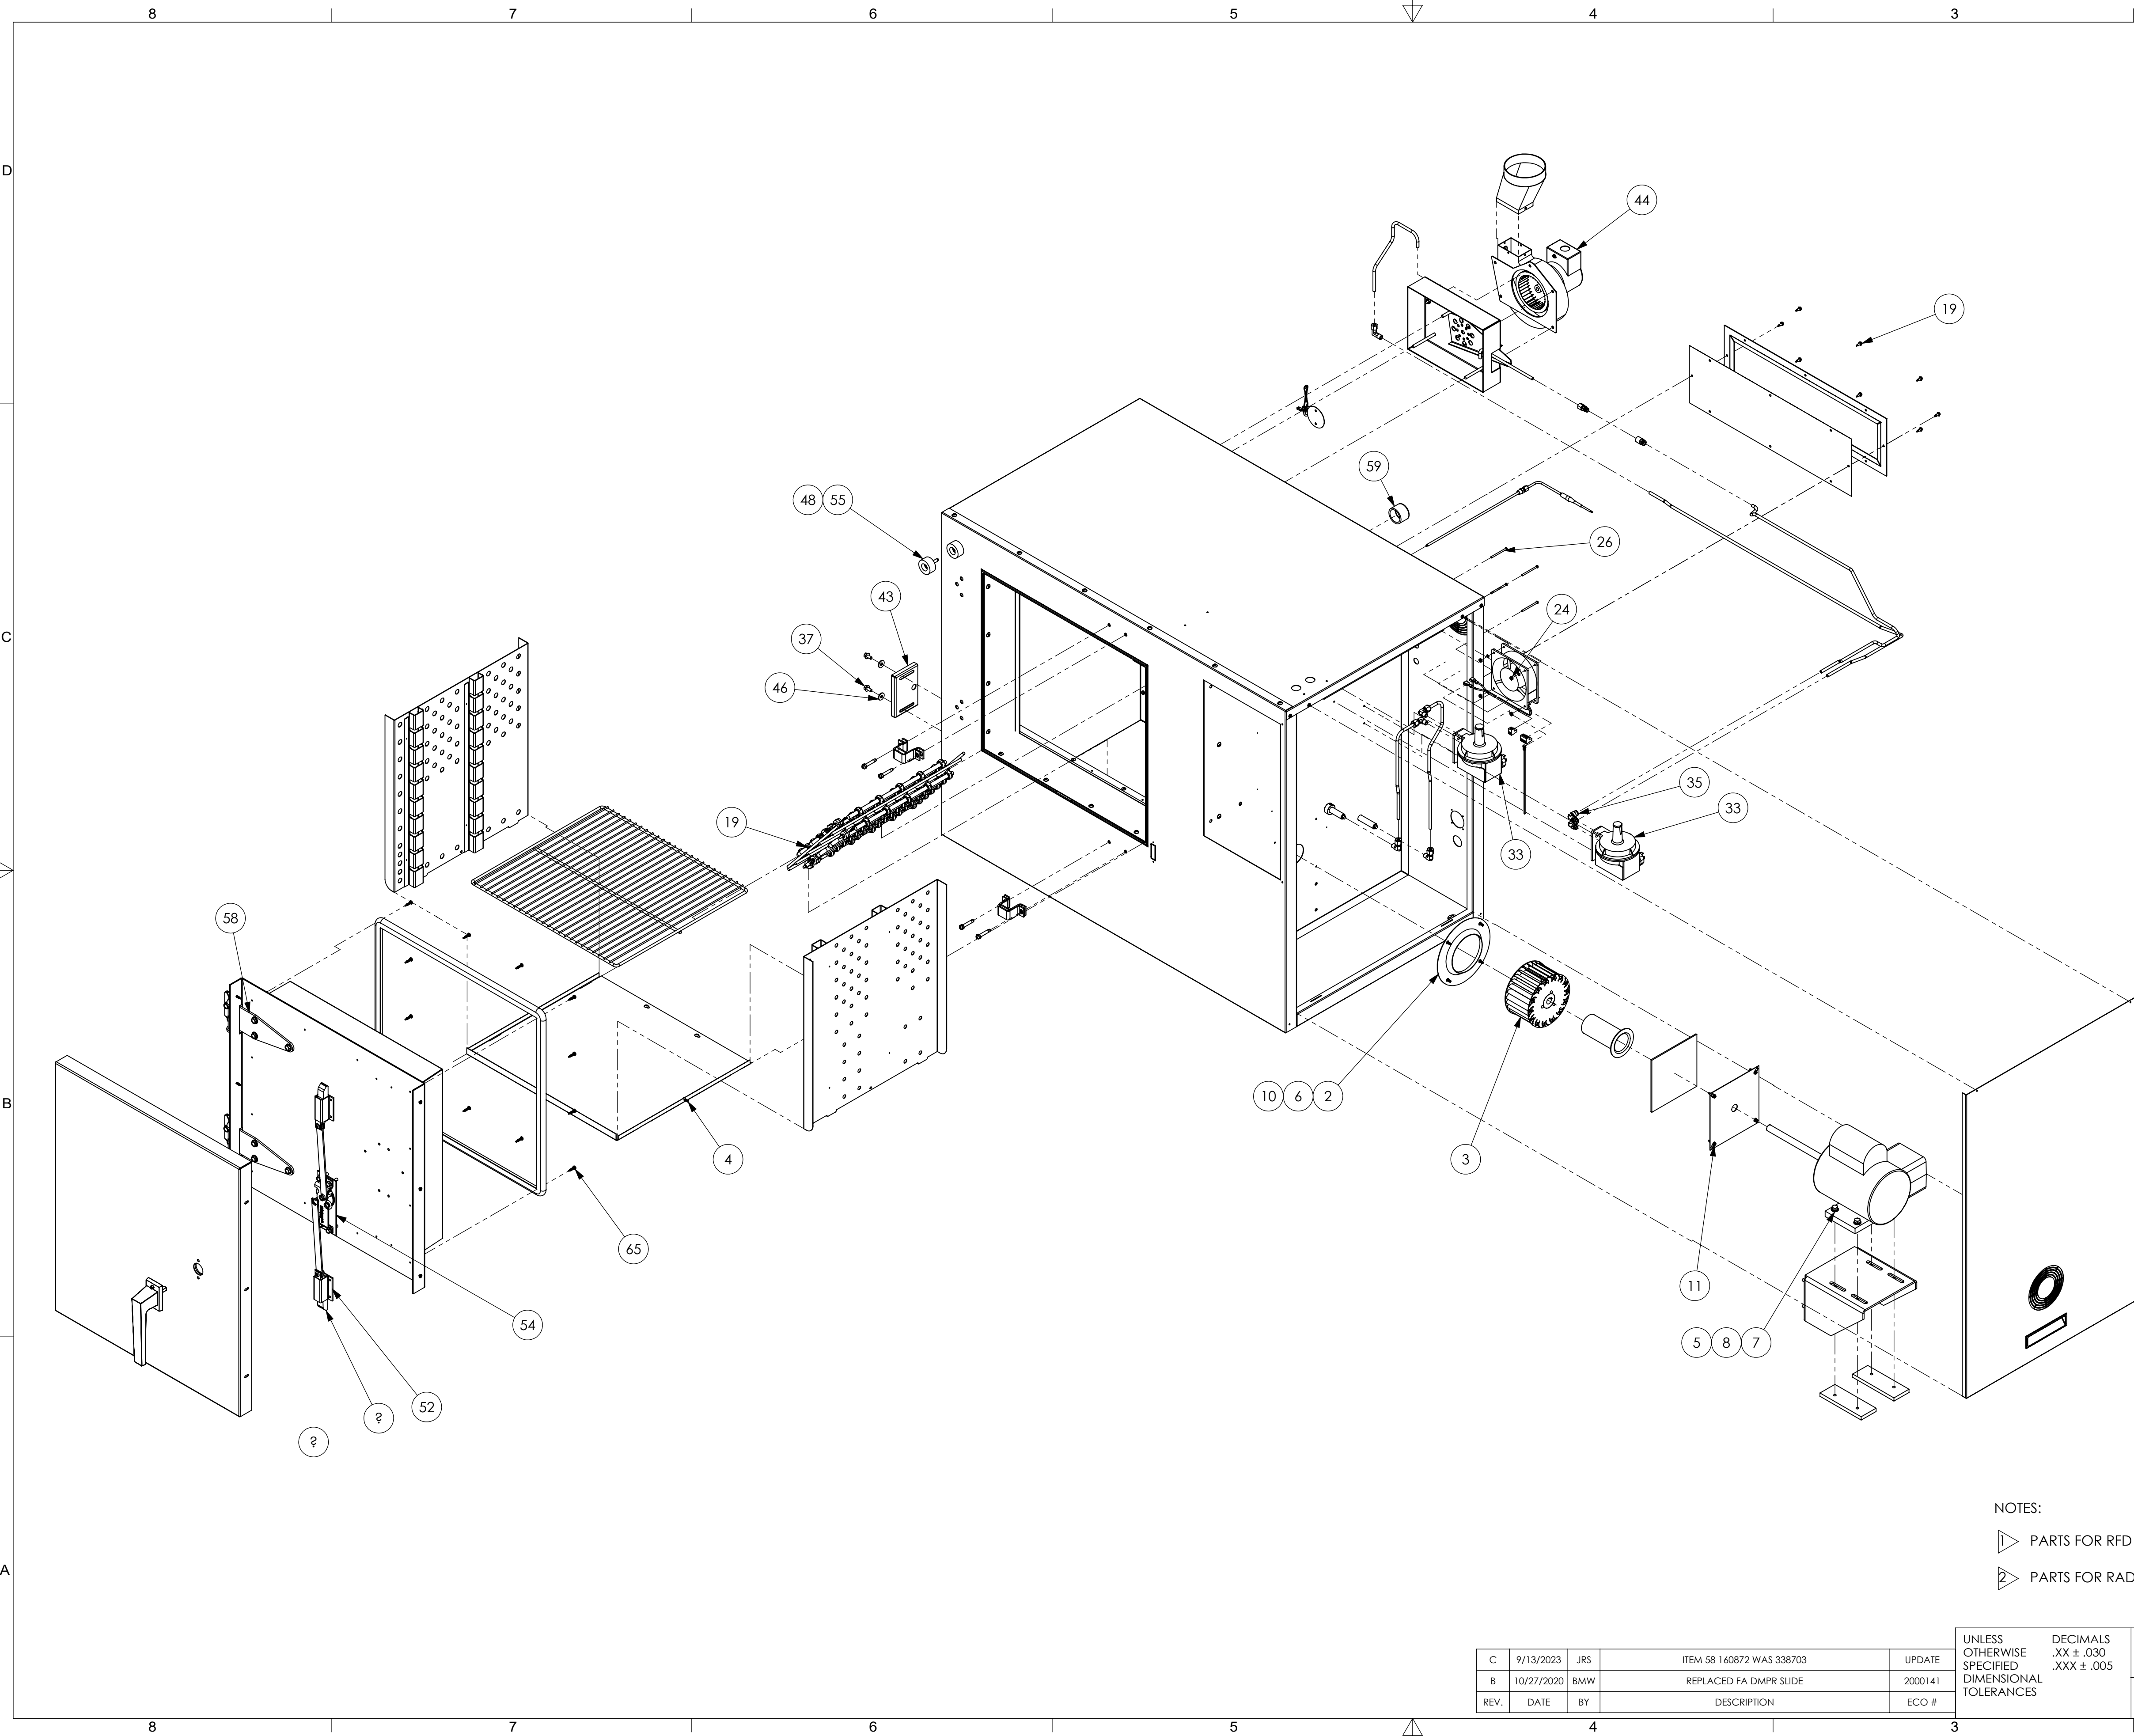 8 7 6 5 4 3
D
44
19
59
48 55
26
43
24
C
37
46
35
33
19
33
58
10 6 2
B
4
3
65
11
54
5 8 7
52
?
?
NOTES:
1 PARTS FOR RFD
A
2 PARTS FOR RAD
UNLESS OTHERWISE SPECIFIED DIMENSIONAL TOLERANCES
DECIMALS
.XX ± .030
.XXX ± .005
C 9/13/2023 JRS ITEM 58 160872 WAS 338703 UPDATE
B 10/27/2020 BMW REPLACED FA DMPR SLIDE 2000141
REV. DATE BY DESCRIPTION ECO #
8 7 6 5 4 3